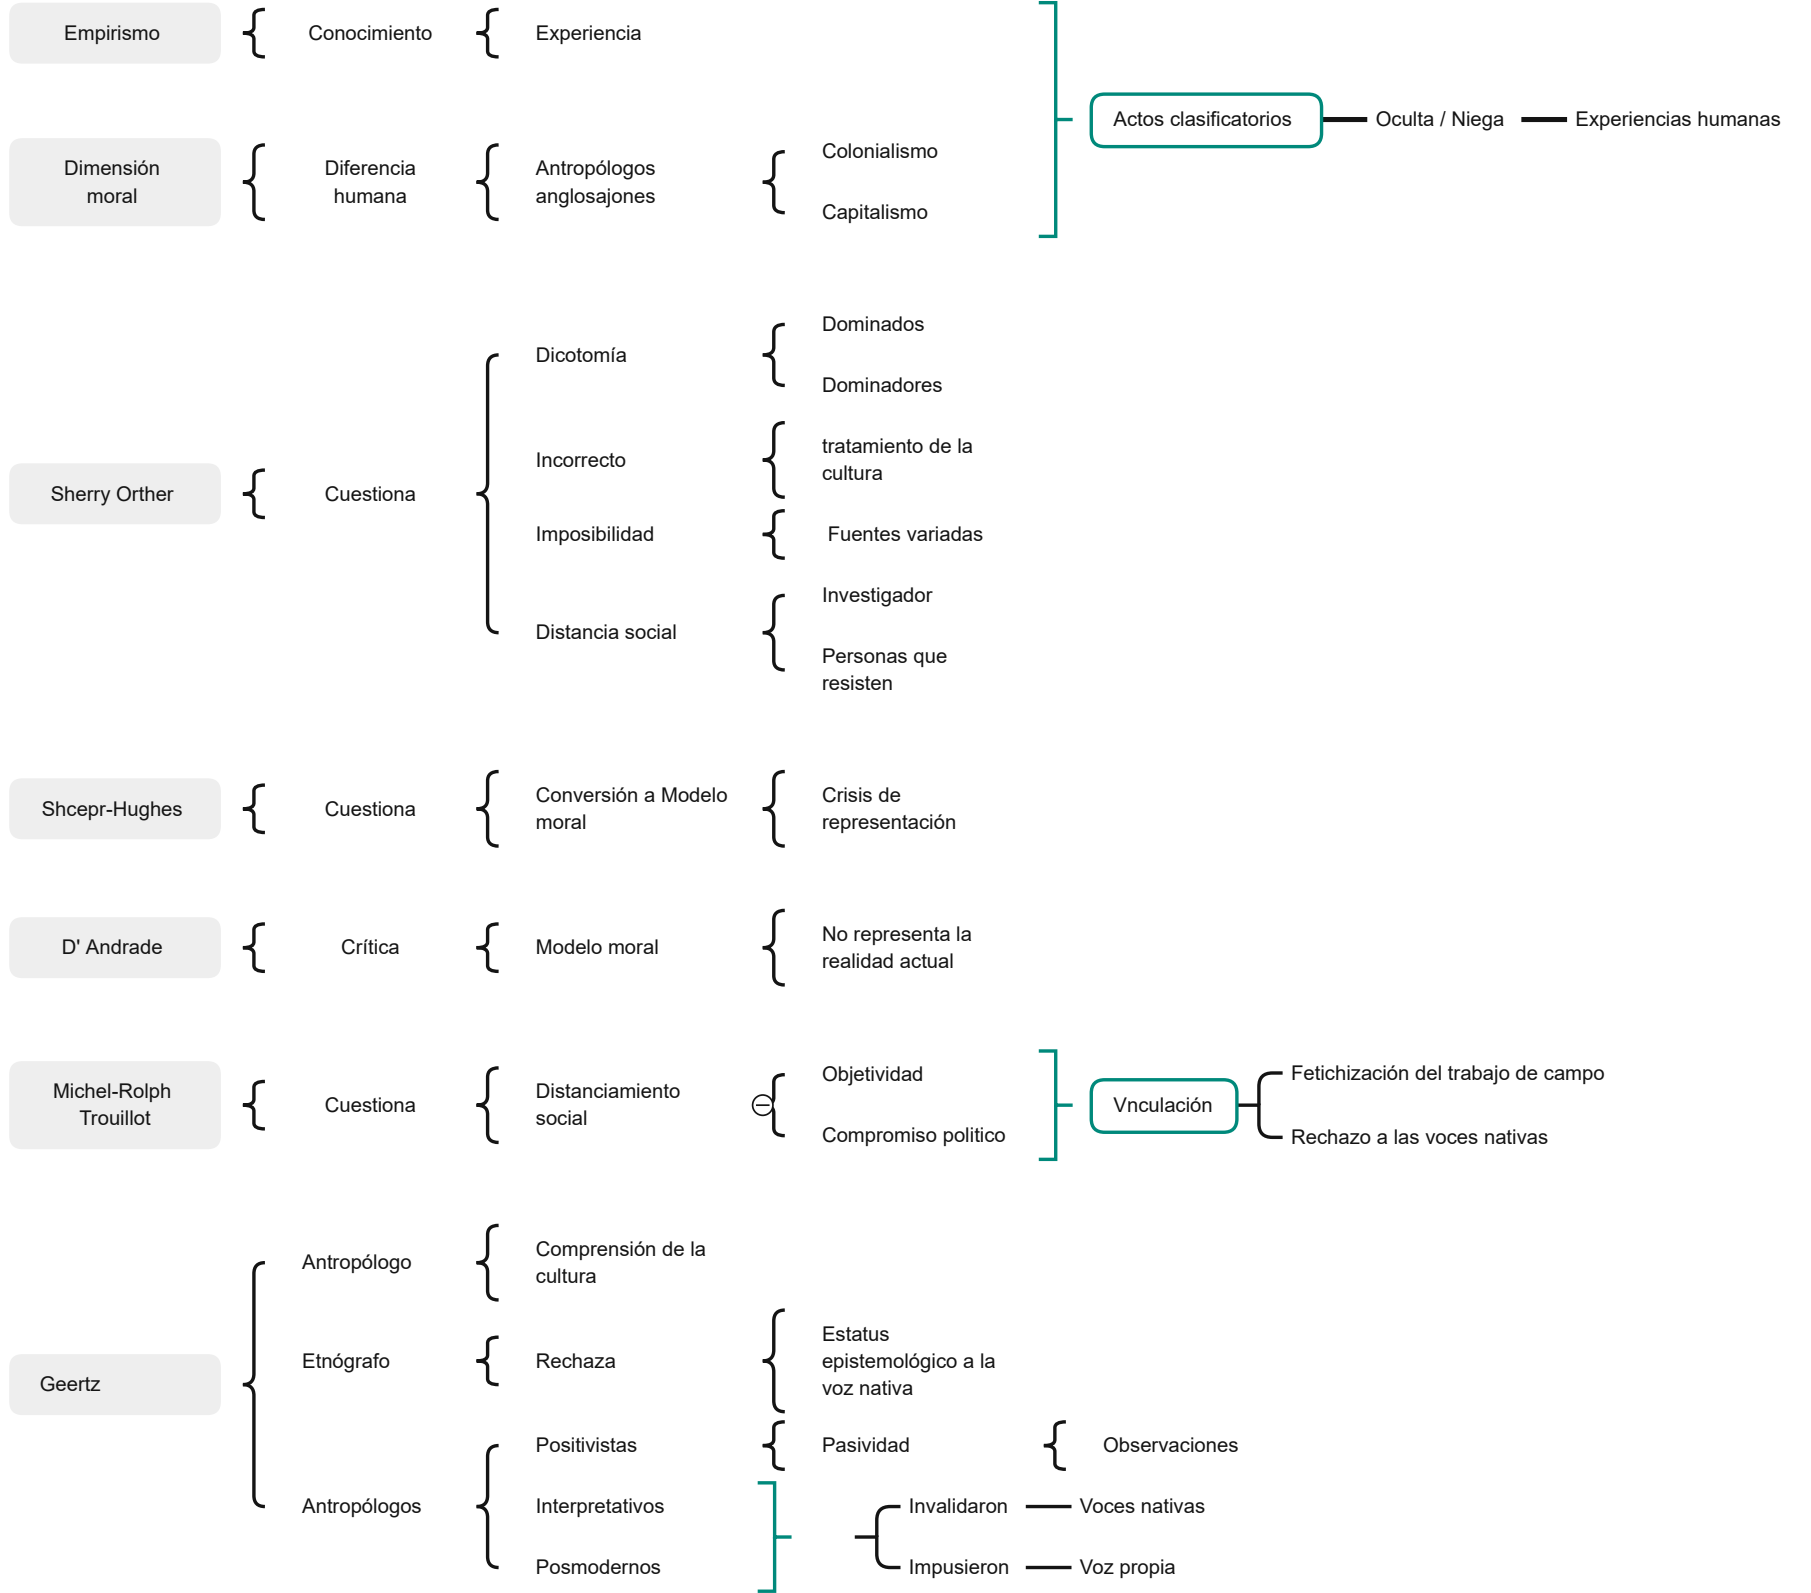 Empirismo
Conocimiento
Experiencia
Actos clasificatorios
Oculta / Niega
Experiencias humanas
Dimensión
moral
Diferencia
humana
Antropólogos
anglosajones
Colonialismo
Capitalismo
Sherry Orther
Cuestiona
Dicotomía
Dominados
Dominadores
Incorrecto
tratamiento de la
cultura
Imposibilidad
Fuentes variadas
Distancia social
Investigador
Personas que
resisten
Shcepr-Hughes
Cuestiona
Conversión a Modelo
moral
Crisis de
representación
D' Andrade
Crítica
Modelo moral
No representa la
realidad actual
Michel-Rolph
Trouillot
Cuestiona
Distanciamiento
social
Objetividad
Compromiso politico
Vnculación
Fetichización del trabajo de campo
Rechazo a las voces nativas
Geertz
Antropólogo
Comprensión de la
cultura
Etnógrafo
Rechaza
Estatus
epistemológico a la
voz nativa
Antropólogos
Positivistas
Pasividad
Observaciones
Interpretativos
Posmodernos
Invalidaron
Voces nativas
Impusieron
Voz propia